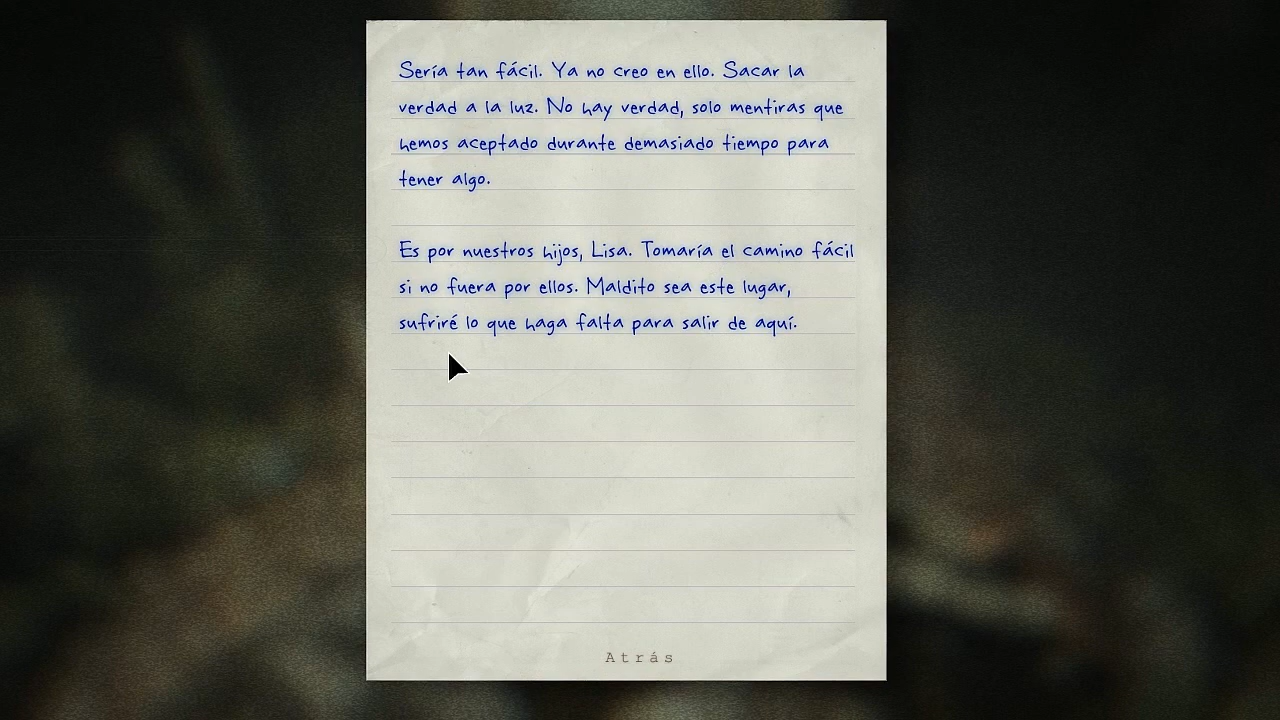 Sería tan fácil. Ya no creo en ello. Sacar la
verdad a la luz. No hay verdad, solo mentiras que
hemos aceptado durante demasiado tiempo para
tener algo.
Es por nuestros hijos, Lisa. Tomaría el camino fácil
si no fuera por ellos. Maldito sea este lugar,
sufriré lo que haga falta para salir de aquí.
Atrás